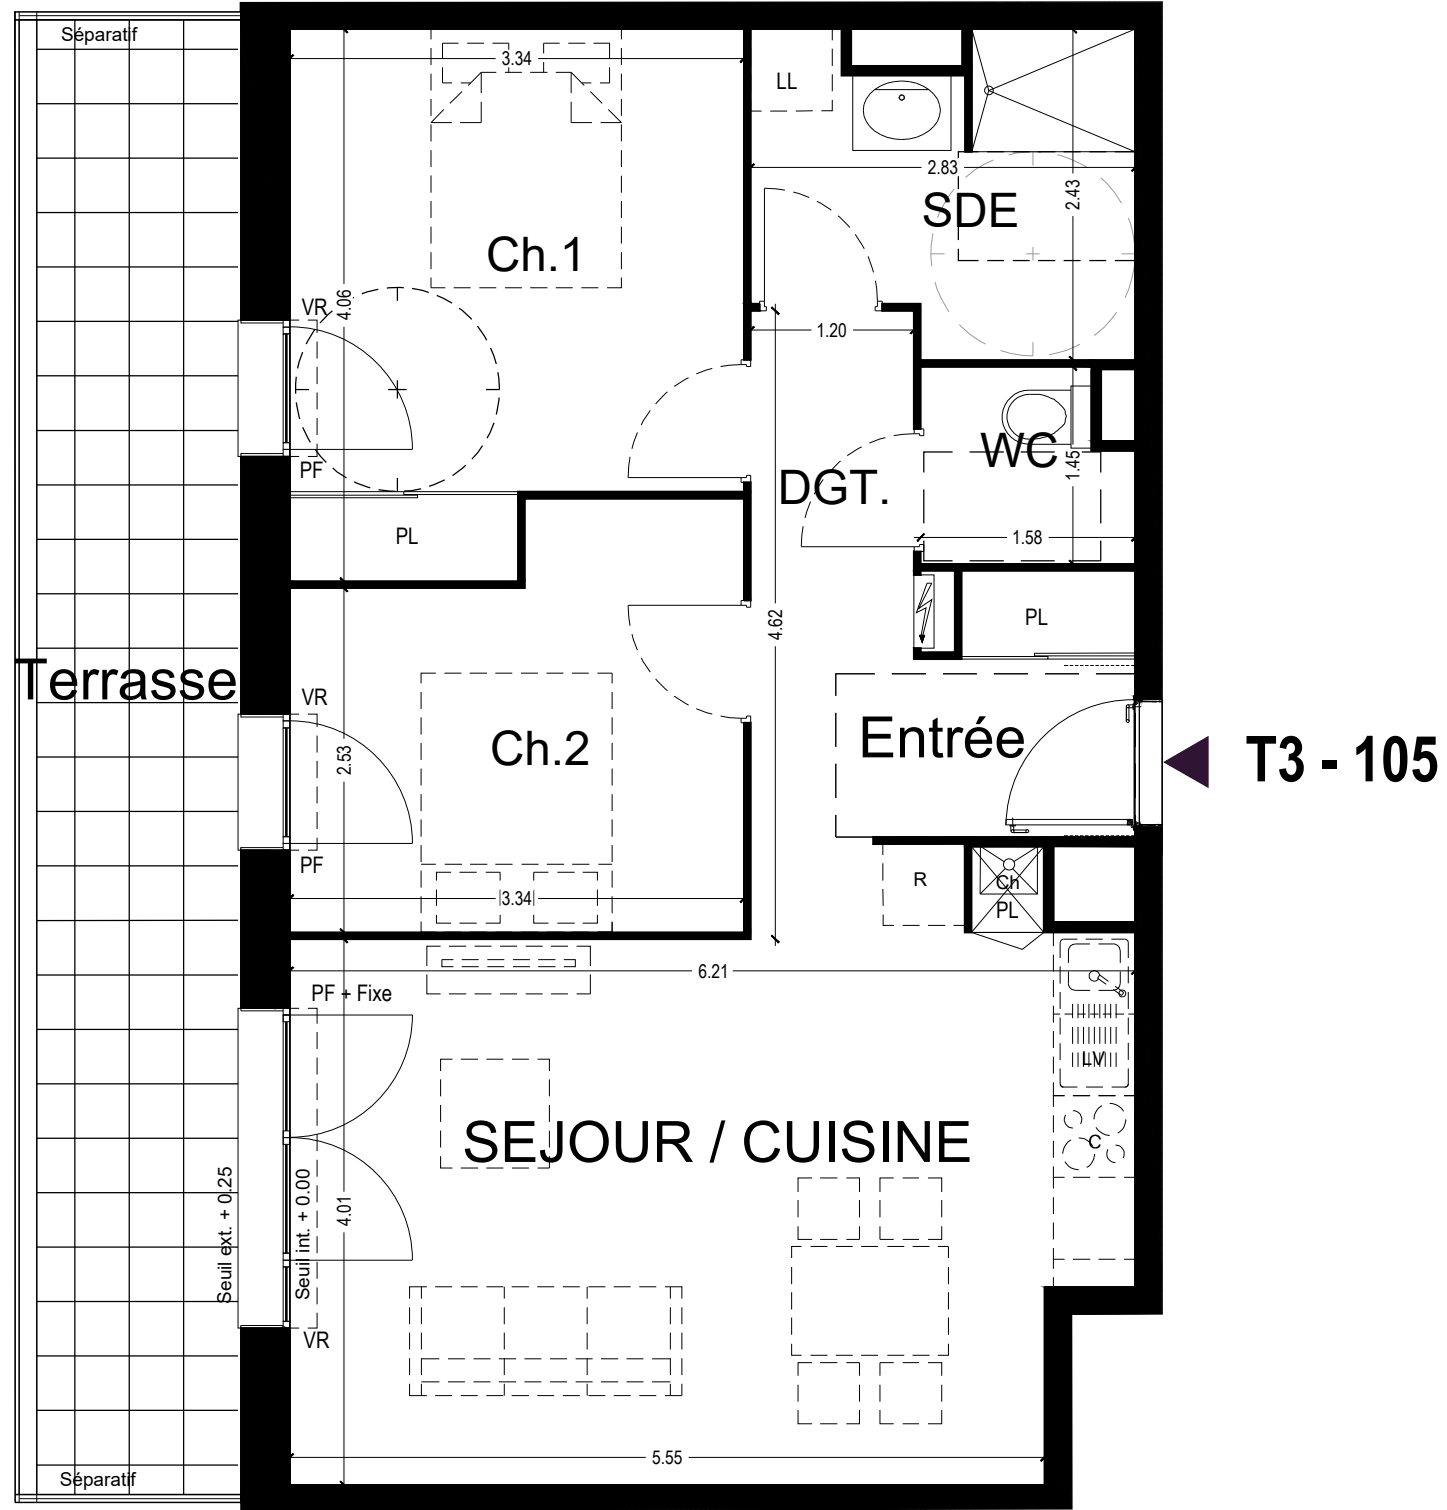 Séparatif
3.34
LL
2.83
2.43
SDE
Ch.1
4.06
VR
1.20
PF
WC
1.45
DGT.
1.58
PL
4.62
PL
Terrasse
VR
Entrée
Ch.2
2.53
T3 - 105
PF
R
Ch
PL
3.34
6.21
PF + Fixe
LV
C
SEJOUR / CUISINE
Seuil ext. + 0.25
Seuil int. + 0.00
4.01
VR
5.55
Séparatif